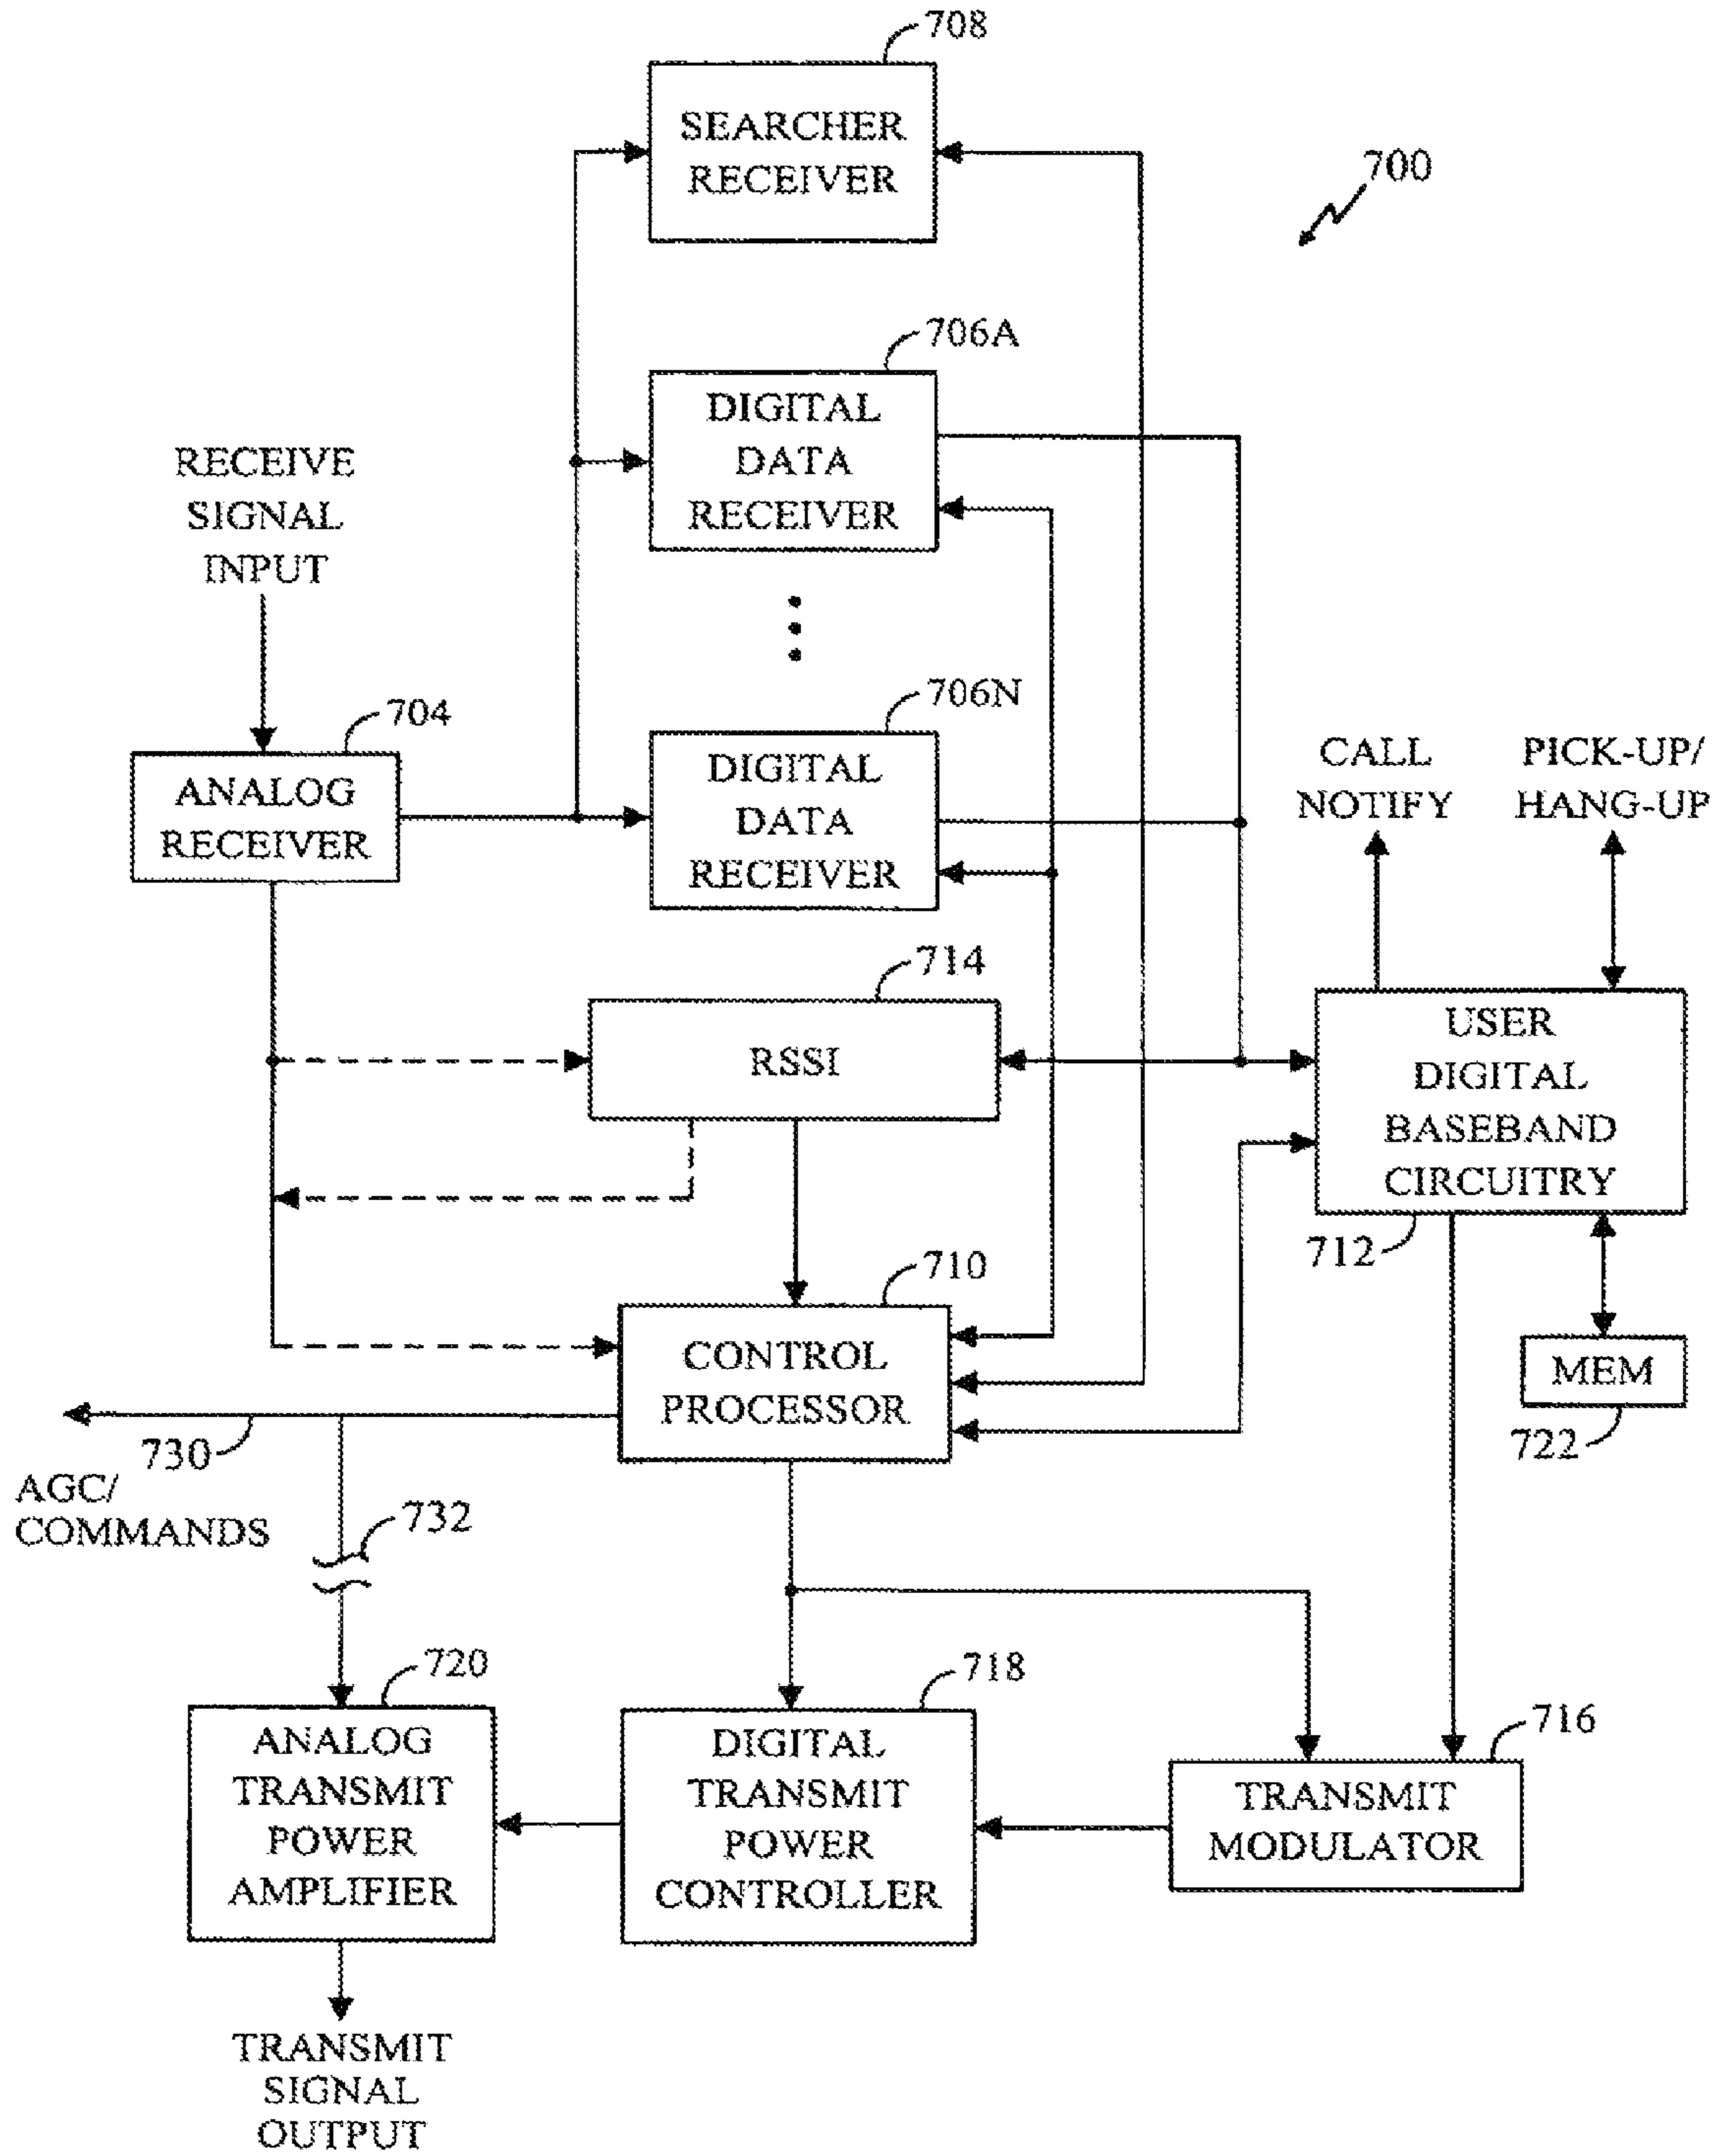 708
SEARCHER
RECEIVER
700
706A
DIGITAL
DATA
RECEIVER
RECEIVE
SIGNAL
INPUT
706N
704
ANALOG
RECEIVER
DIGITAL
DATA
RECEIVER
CALL
NOTIFY
PICK-UP/
HANG-UP
714
RSSI
USER
DIGITAL
BASEBAND
CIRCUITRY
712
710
CONTROL
PROCESSOR
MEM
722
730
AGC/
COMMANDS
732
720
ANALOG
TRANSMIT
POWER
AMPLIFIER
718
DIGITAL
TRANSMIT
POWER
CONTROLLER
716
TRANSMIT
MODULATOR
TRANSMIT
SIGNAL
OUTPUT